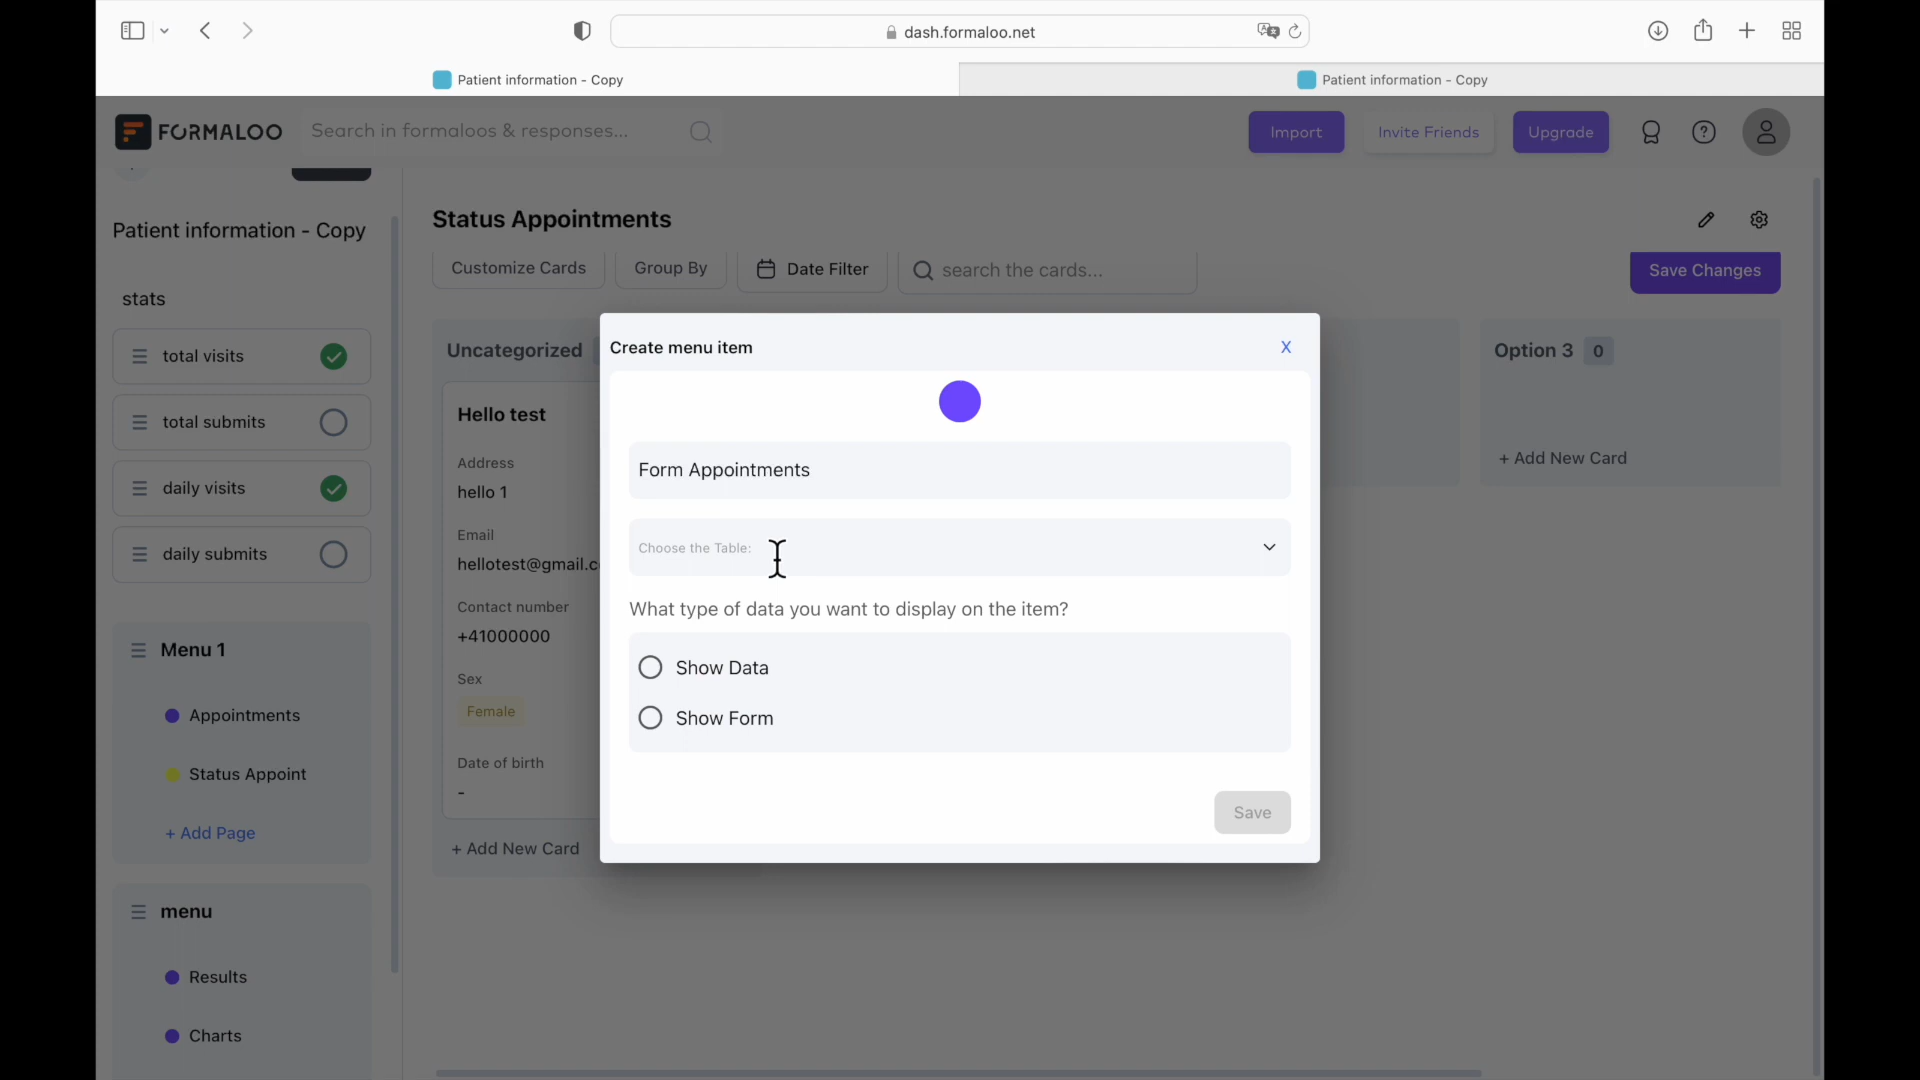 dash.formaloo.net
Patient information - Copy
Patient information - Copy
FORMALOO
Search in formaloos & responses...
Import
Invite Friends
Upgrade
Patient information - Copy
stats
total visits
total submits
daily visits
daily submits
Menu 1
Appointments
Status Appoint
+ Add Page
menu
Results
Charts
Status Appointments
Customize Cards
Group By
Date Filter
search the cards...
Save Changes
Uncategorized
Hello test
Address
hello 1
Email
hellotest@gmail.c
Contact number
+41000000
Sex
Female
Date of birth
-
+ Add New Card
Option 3 0
+ Add New Card
Create menu item
X
Form Appointments
Choose the Table:
What type of data you want to display on the item?
Show Data
Show Form
Save